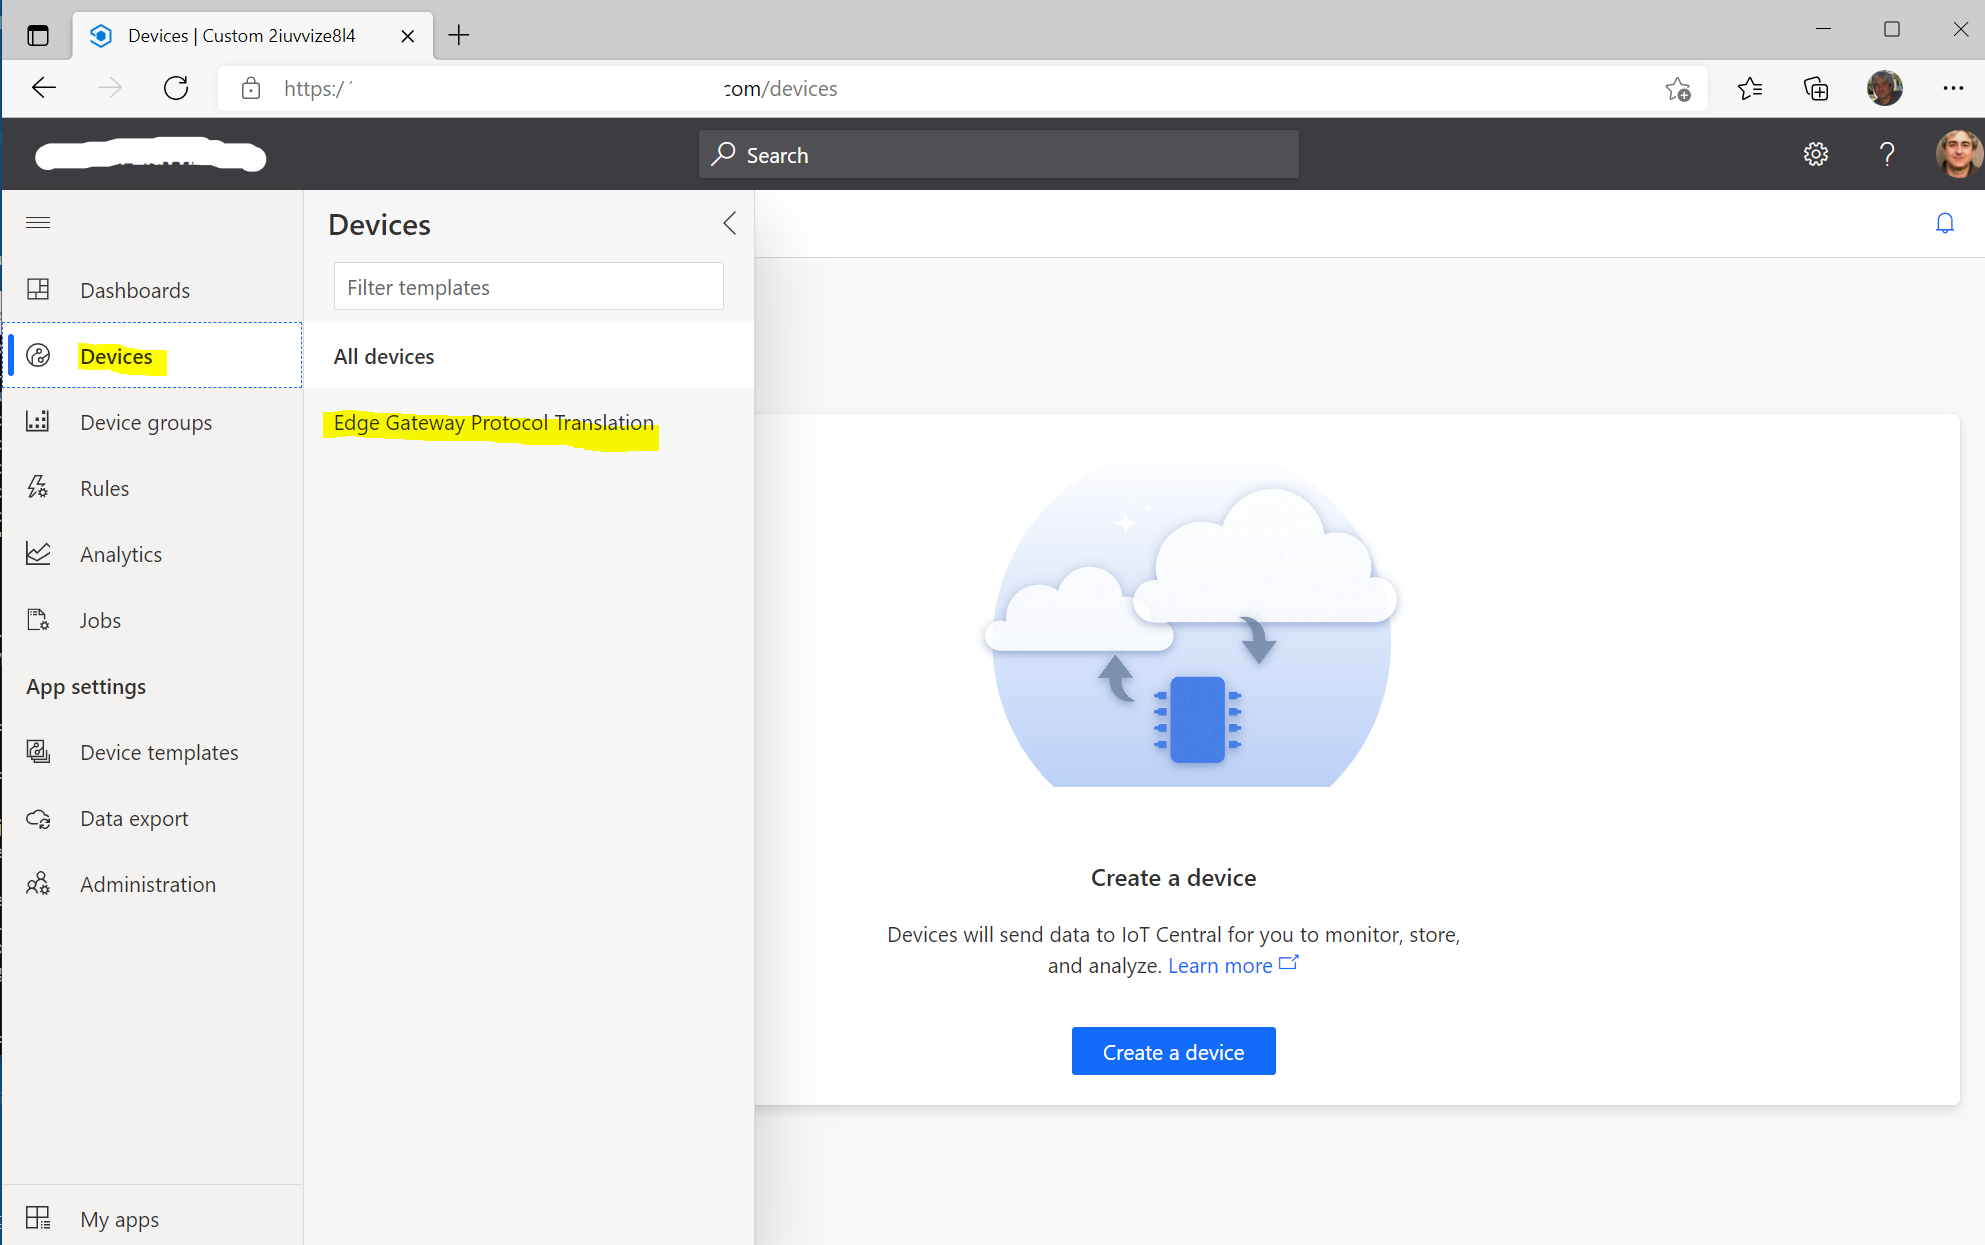 Devices | Custom 2iuvvize8l4
https:/
com/devices
Search
Devices
Filter templates
All devices
Edge Gateway Protocol Translation
Dashboards
Devices
Device groups
Rules
Analytics
Jobs
App settings
Device templates
Data export
Administration
My apps
Create a device
Devices will send data to IoT Central for you to monitor, store,
and analyze. Learn more
Create a device